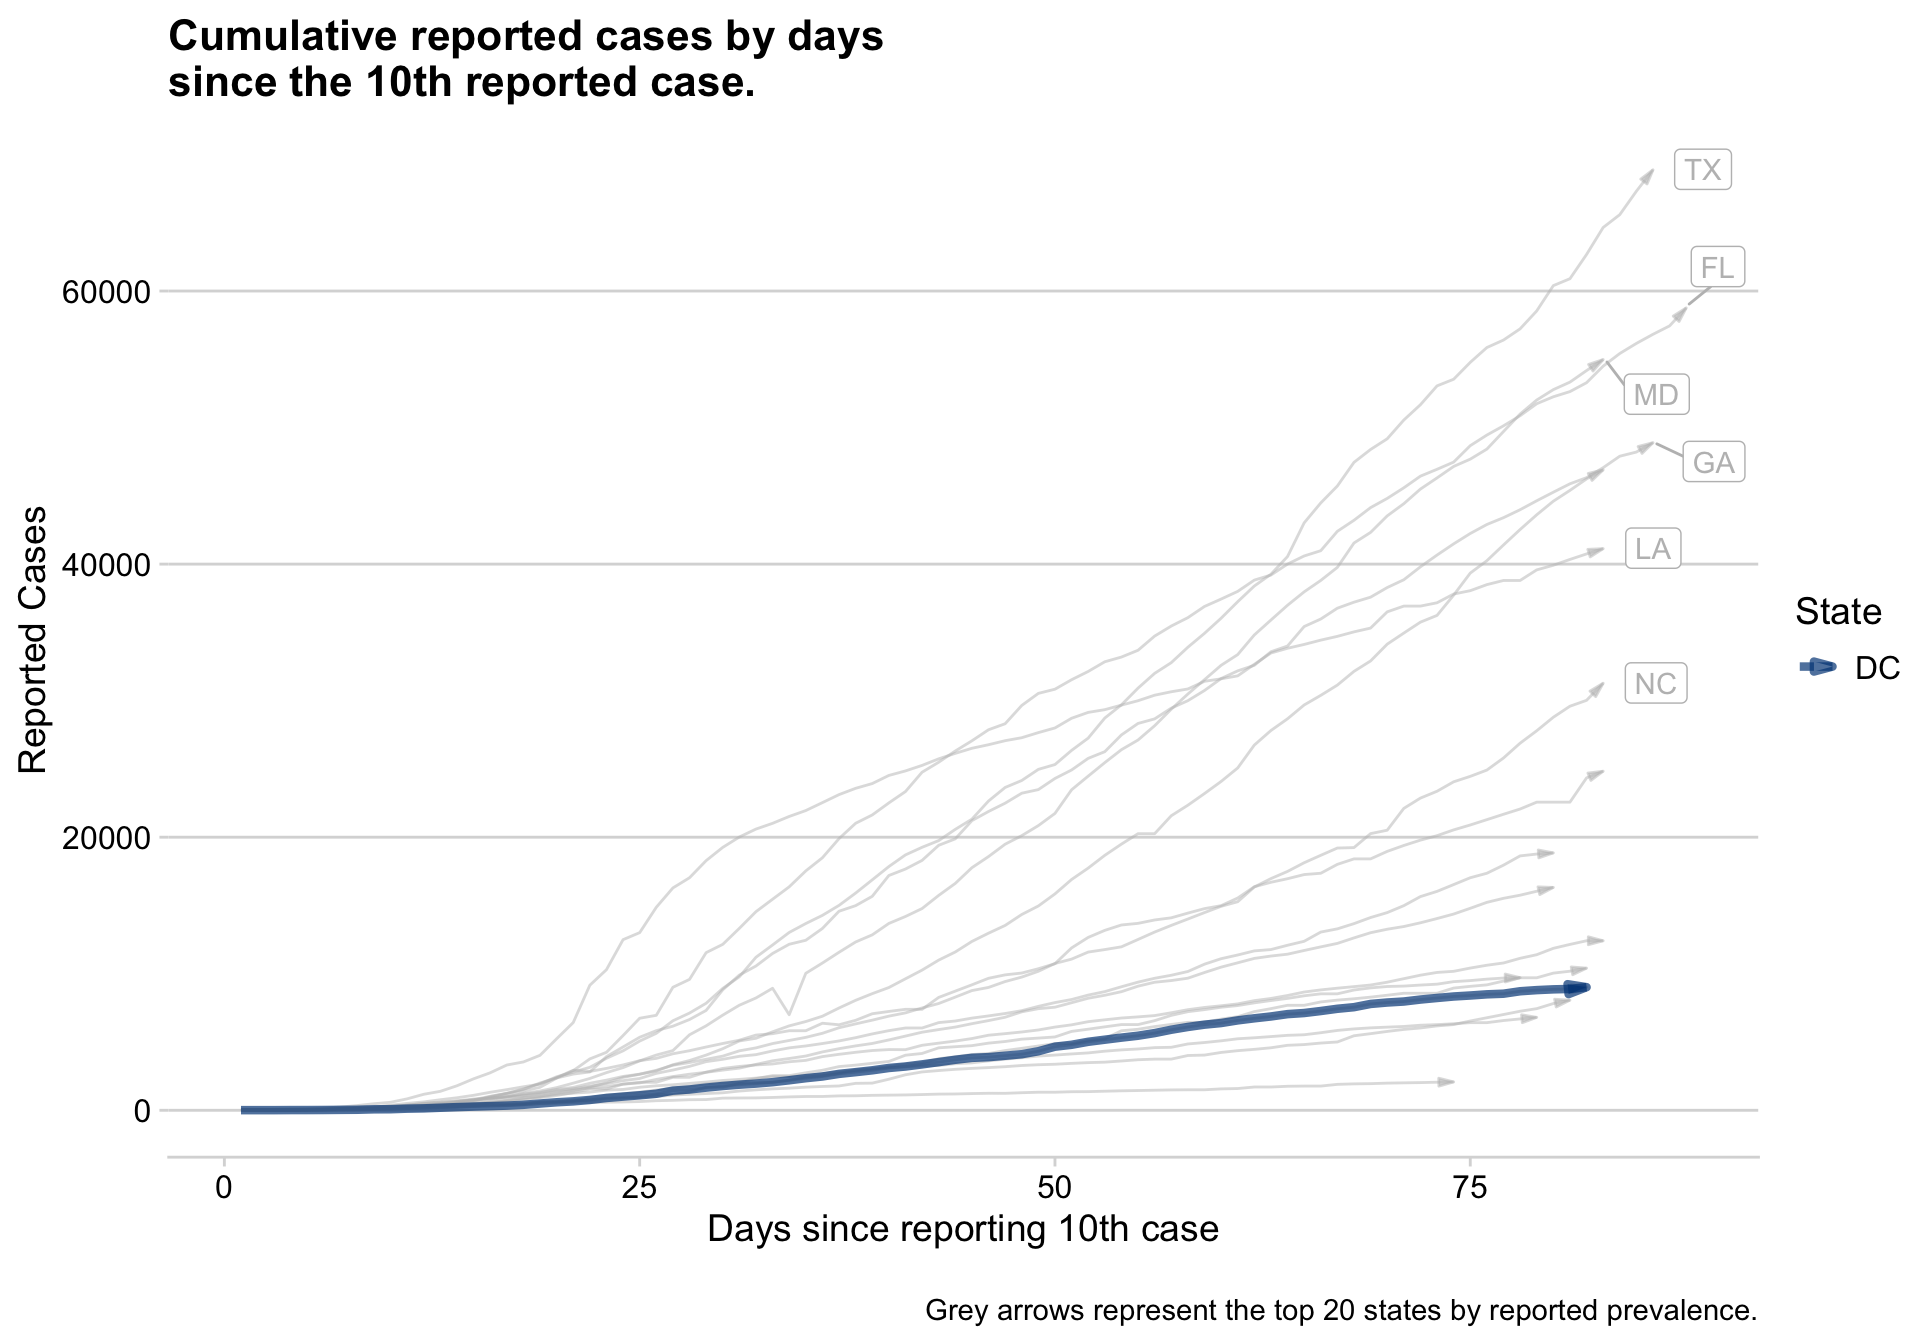 Cumulative reported cases by days
since the 10th reported case.
TX
FL
60000
MD
GA
LA
40000
NC
20000
0
Reported Cases
State
DC
0 25 50 75
Days since reporting 10th case
Grey arrows represent the top 20 states by reported prevalence.